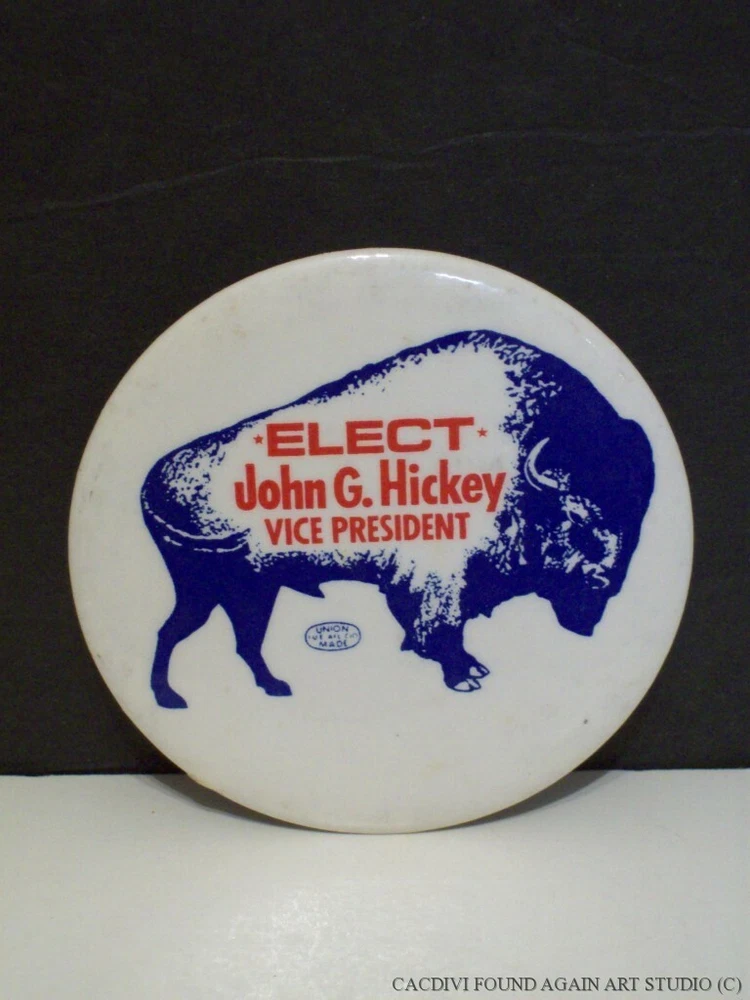 ELECT
John G. Hickey
VICE PRESIDENT
UNION
MADE
CACDIVI FOUND AGAIN ART STUDIO (C)